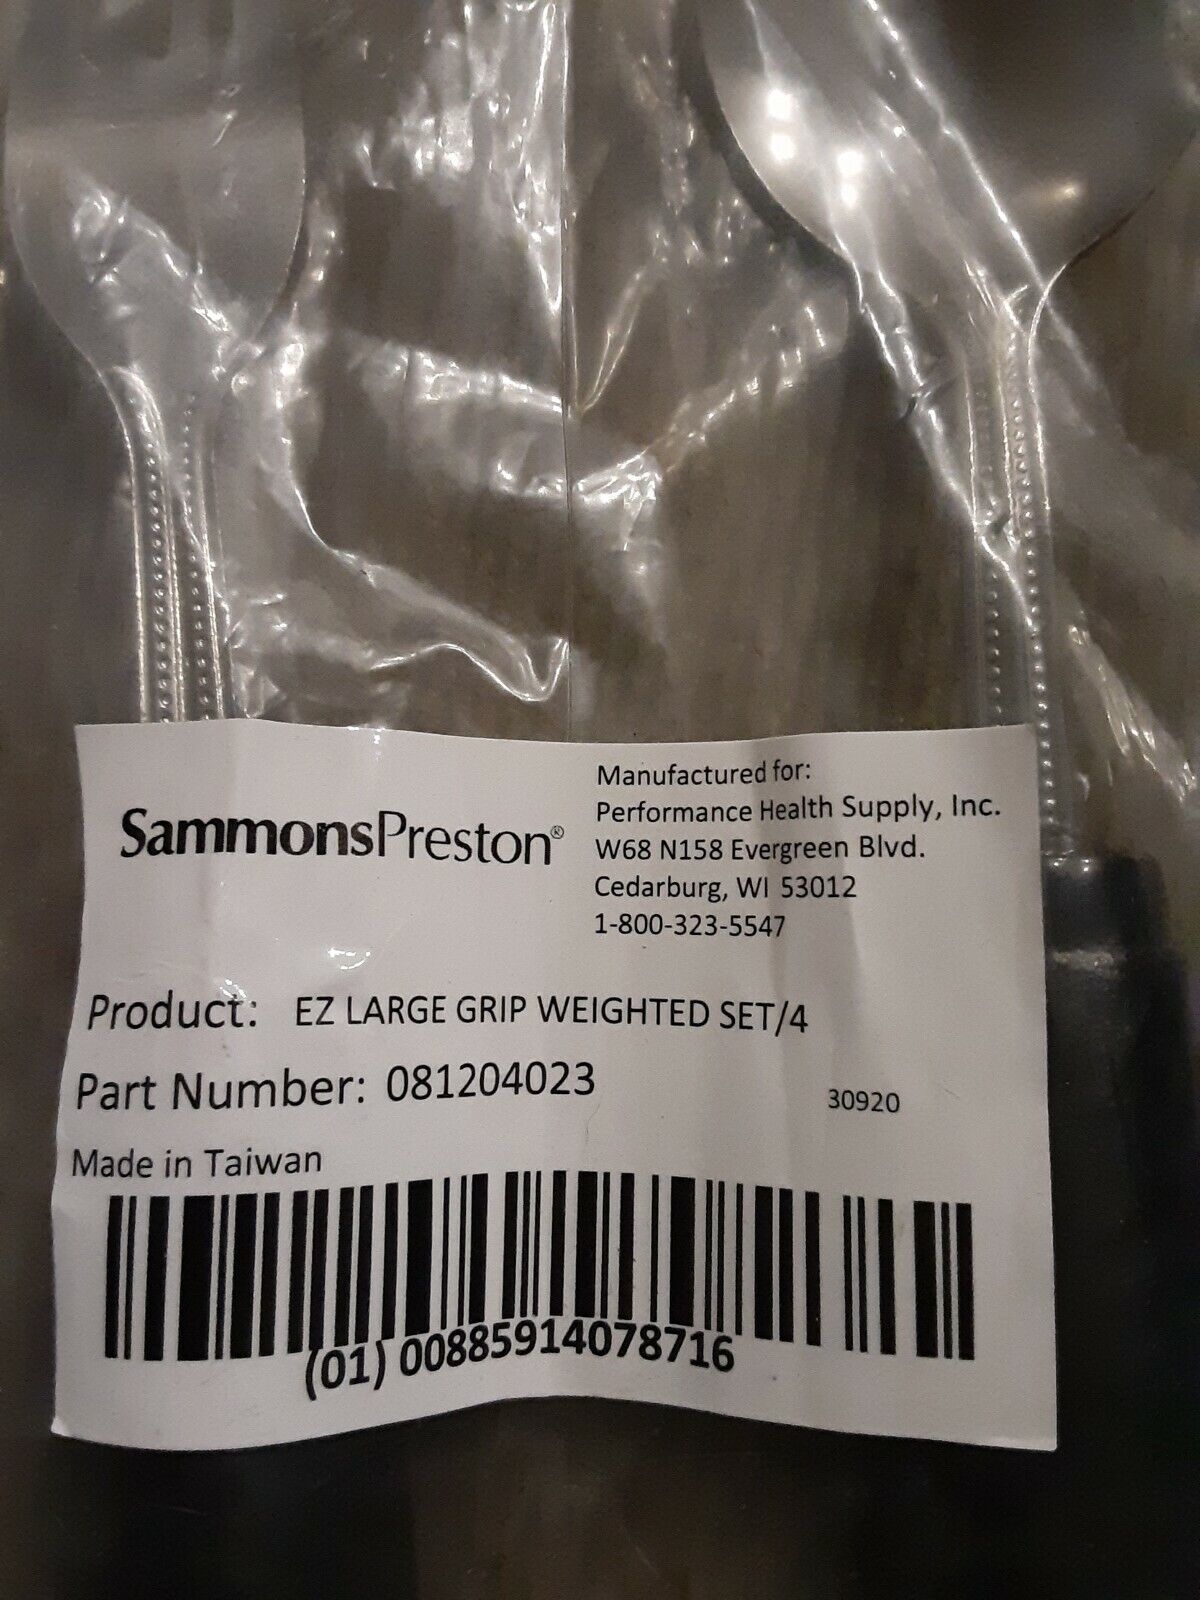 SammonsPreston®
Manufactured for:
Performance Health Supply, Inc.
W68 N158 Evergreen Blvd.
Cedarburg, WI 53012
1-800-323-5547
Product: EZ LARGE GRIP WEIGHTED SET/4
Part Number: 081204023
30920
Made in Taiwan
(01) 00885914078716